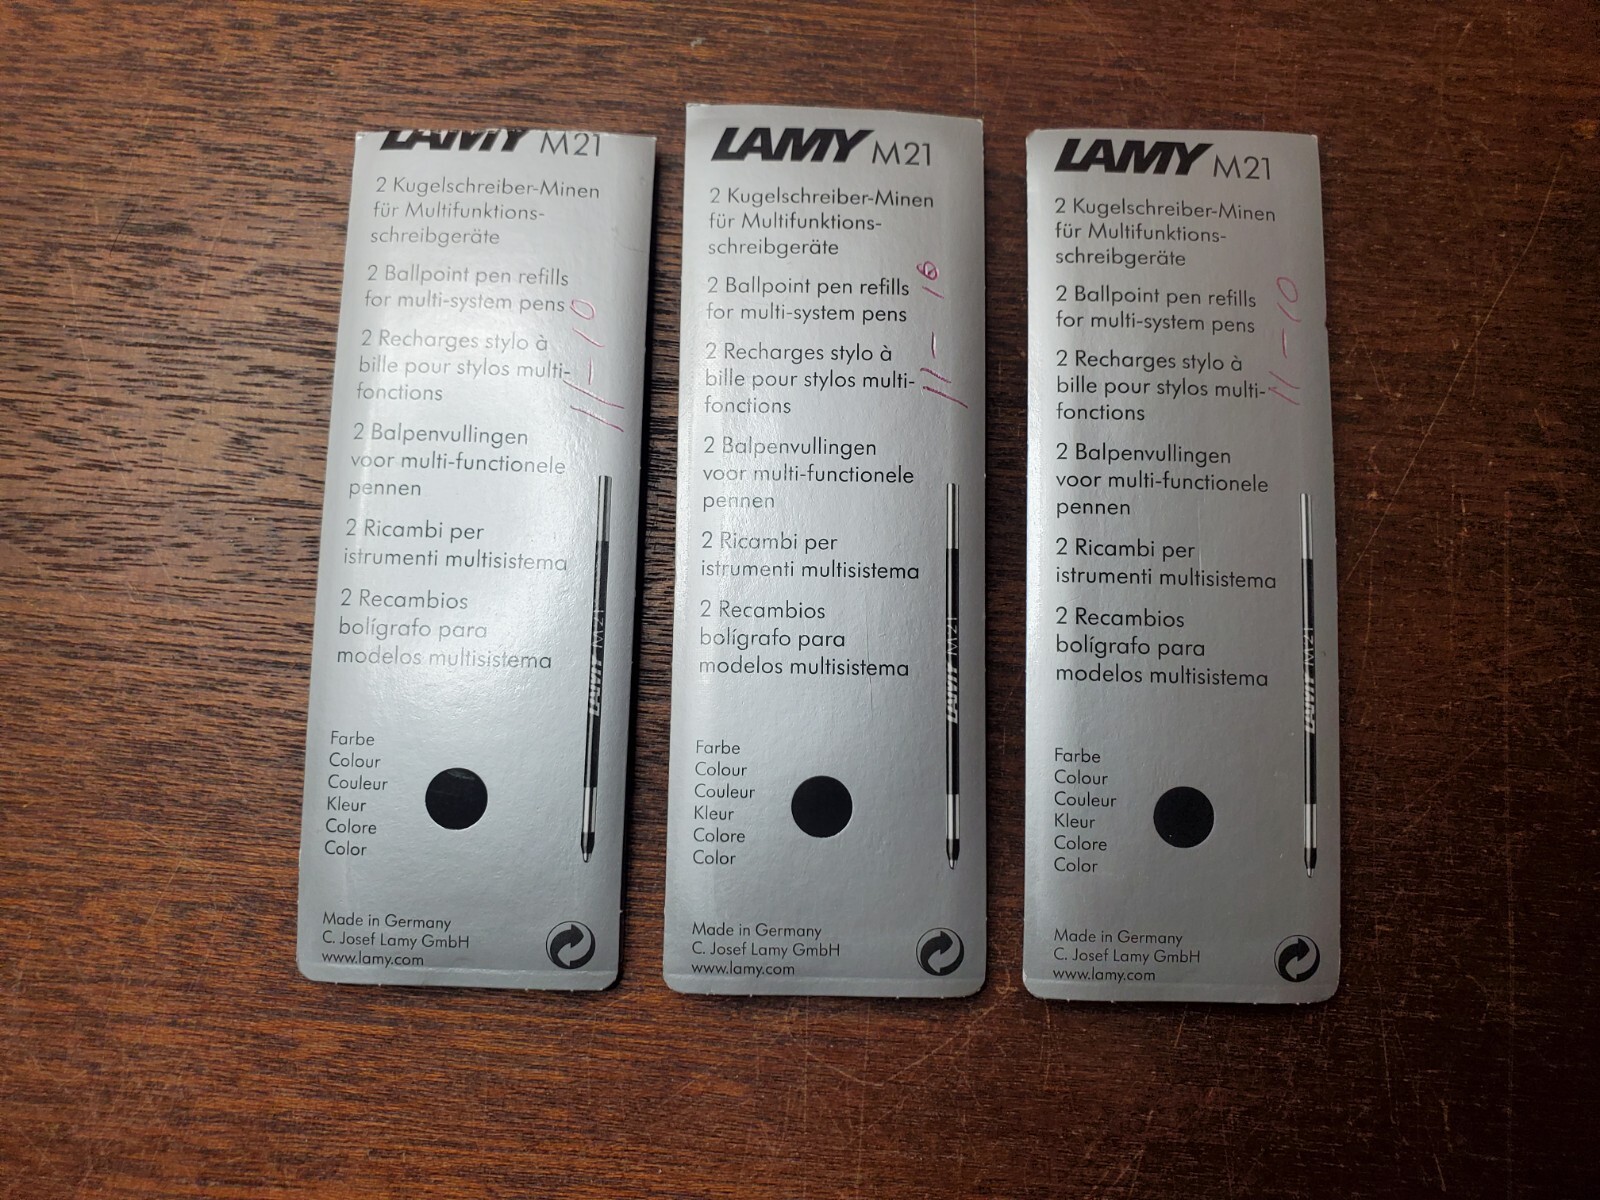 LAMY M21
2 Kugelschreiber-Minen
für Multifunktions-
schreibgeräte
2 Ballpoint pen refills
for multi-system pens
2 Recharges stylo à
bille pour stylos multi-
fonctions
2 Balpenvullingen
voor multi-functionele
pennen
2 Ricambi per
istrumenti multisistema
2 Recambios
bolígrafo para
modelos multisistema
11-10
LAMY M21
Farbe
Colour
Couleur
Kleur
Colore
Color
Made in Germany
C. Josef Lamy GmbH
www.lamy.com
LAMY M21
2 Kugelschreiber-Minen
für Multifunktions-
schreibgeräte
2 Ballpoint pen refills
for multi-system pens
2 Recharges stylo à
bille pour stylos multi-
fonctions
2 Balpenvullingen
voor multi-functionele
pennen
2 Ricambi per
istrumenti multisistema
2 Recambios
bolígrafo para
modelos multisistema
11-10
LAMY M21
Farbe
Colour
Couleur
Kleur
Colore
Color
Made in Germany
C. Josef Lamy GmbH
www.lamy.com
LAMY M21
2 Kugelschreiber-Minen
für Multifunktions-
schreibgeräte
2 Ballpoint pen refills
for multi-system pens
2 Recharges stylo à
bille pour stylos multi-
fonctions
2 Balpenvullingen
voor multi-functionele
pennen
2 Ricambi per
istrumenti multisistema
2 Recambios
bolígrafo para
modelos multisistema
11-10
LAMY M21
Farbe
Colour
Couleur
Kleur
Colore
Color
Made in Germany
C. Josef Lamy GmbH
www.lamy.com